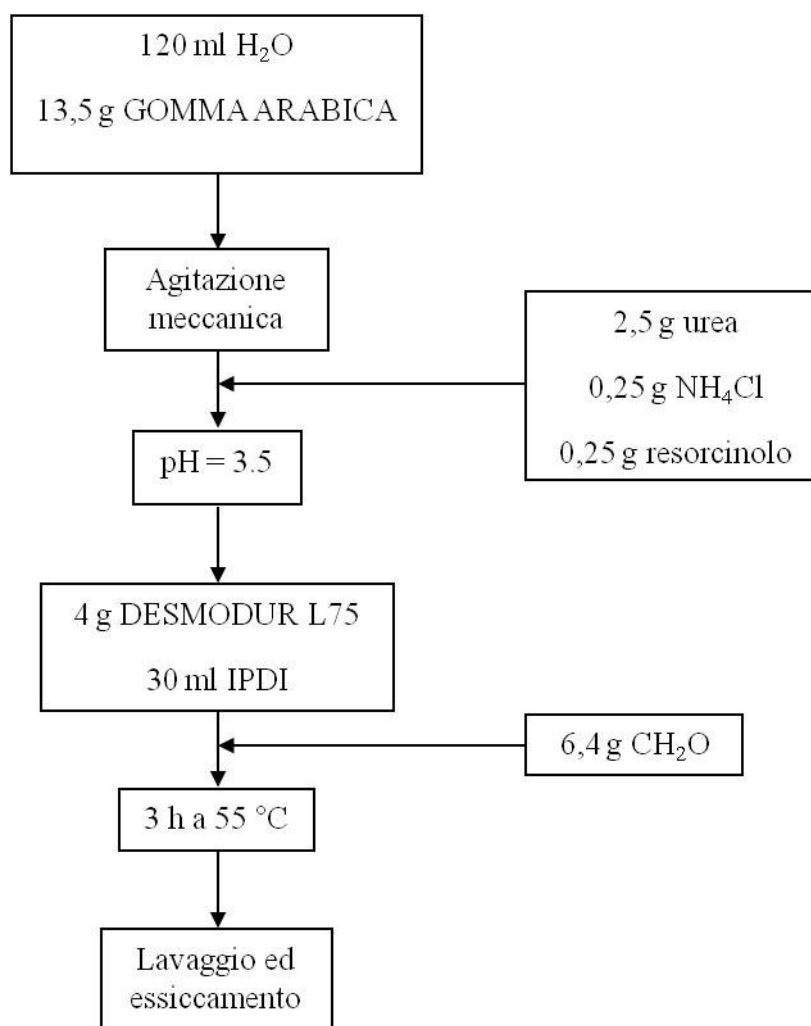 120 ml H₂O
13,5 g GOMMA ARABICA
Agitazione
meccanica
2,5 g urea
0,25 g NH₄Cl
0,25 g resorcinolo
pH = 3.5
4 g DESMODUR L75
30 ml IPDI
6,4 g CH₂O
3 h a 55 °C
Lavaggio ed
essiccamento